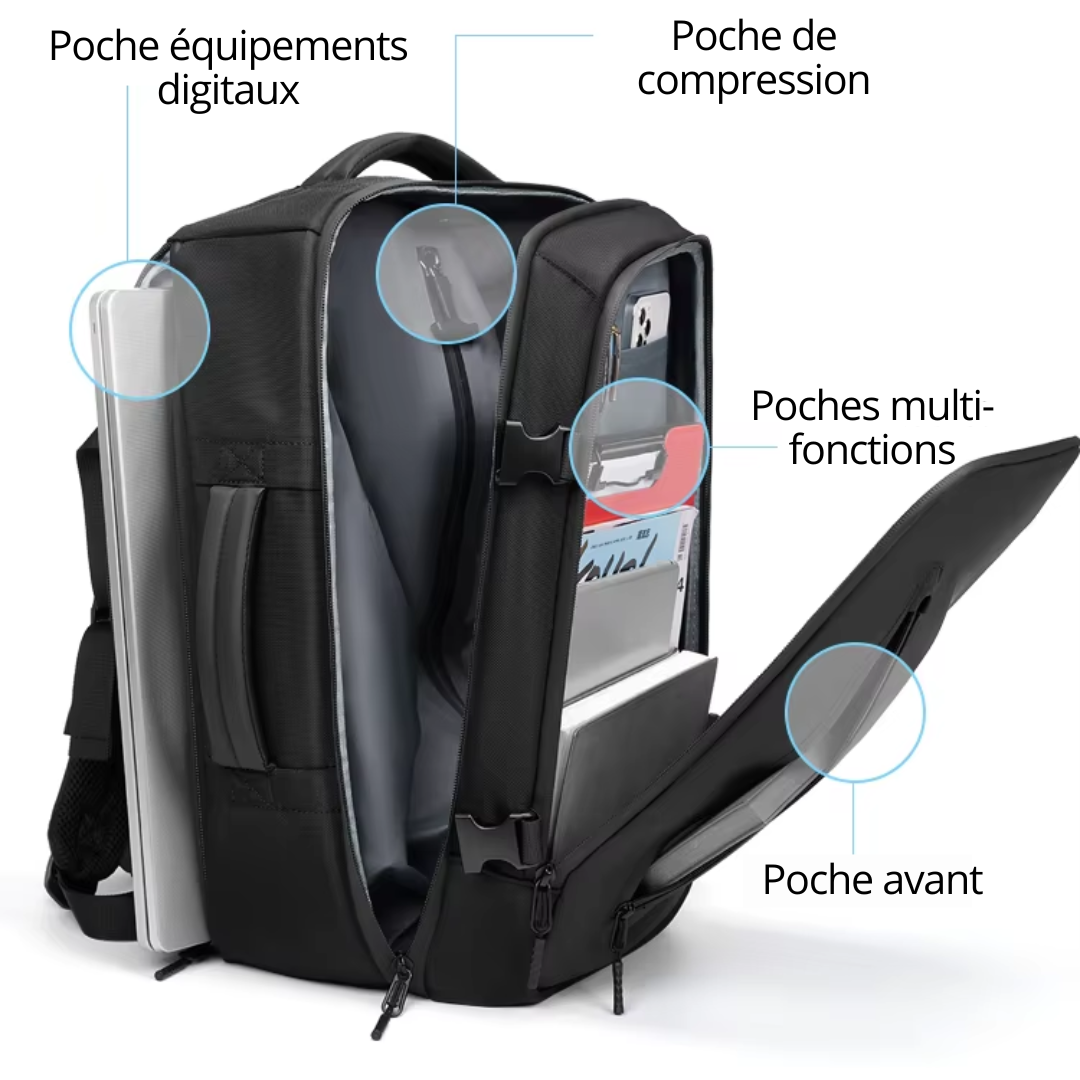 Poche équipements
digitaux
Poche de
compression
Poches multi-
fonctions
Poche avant